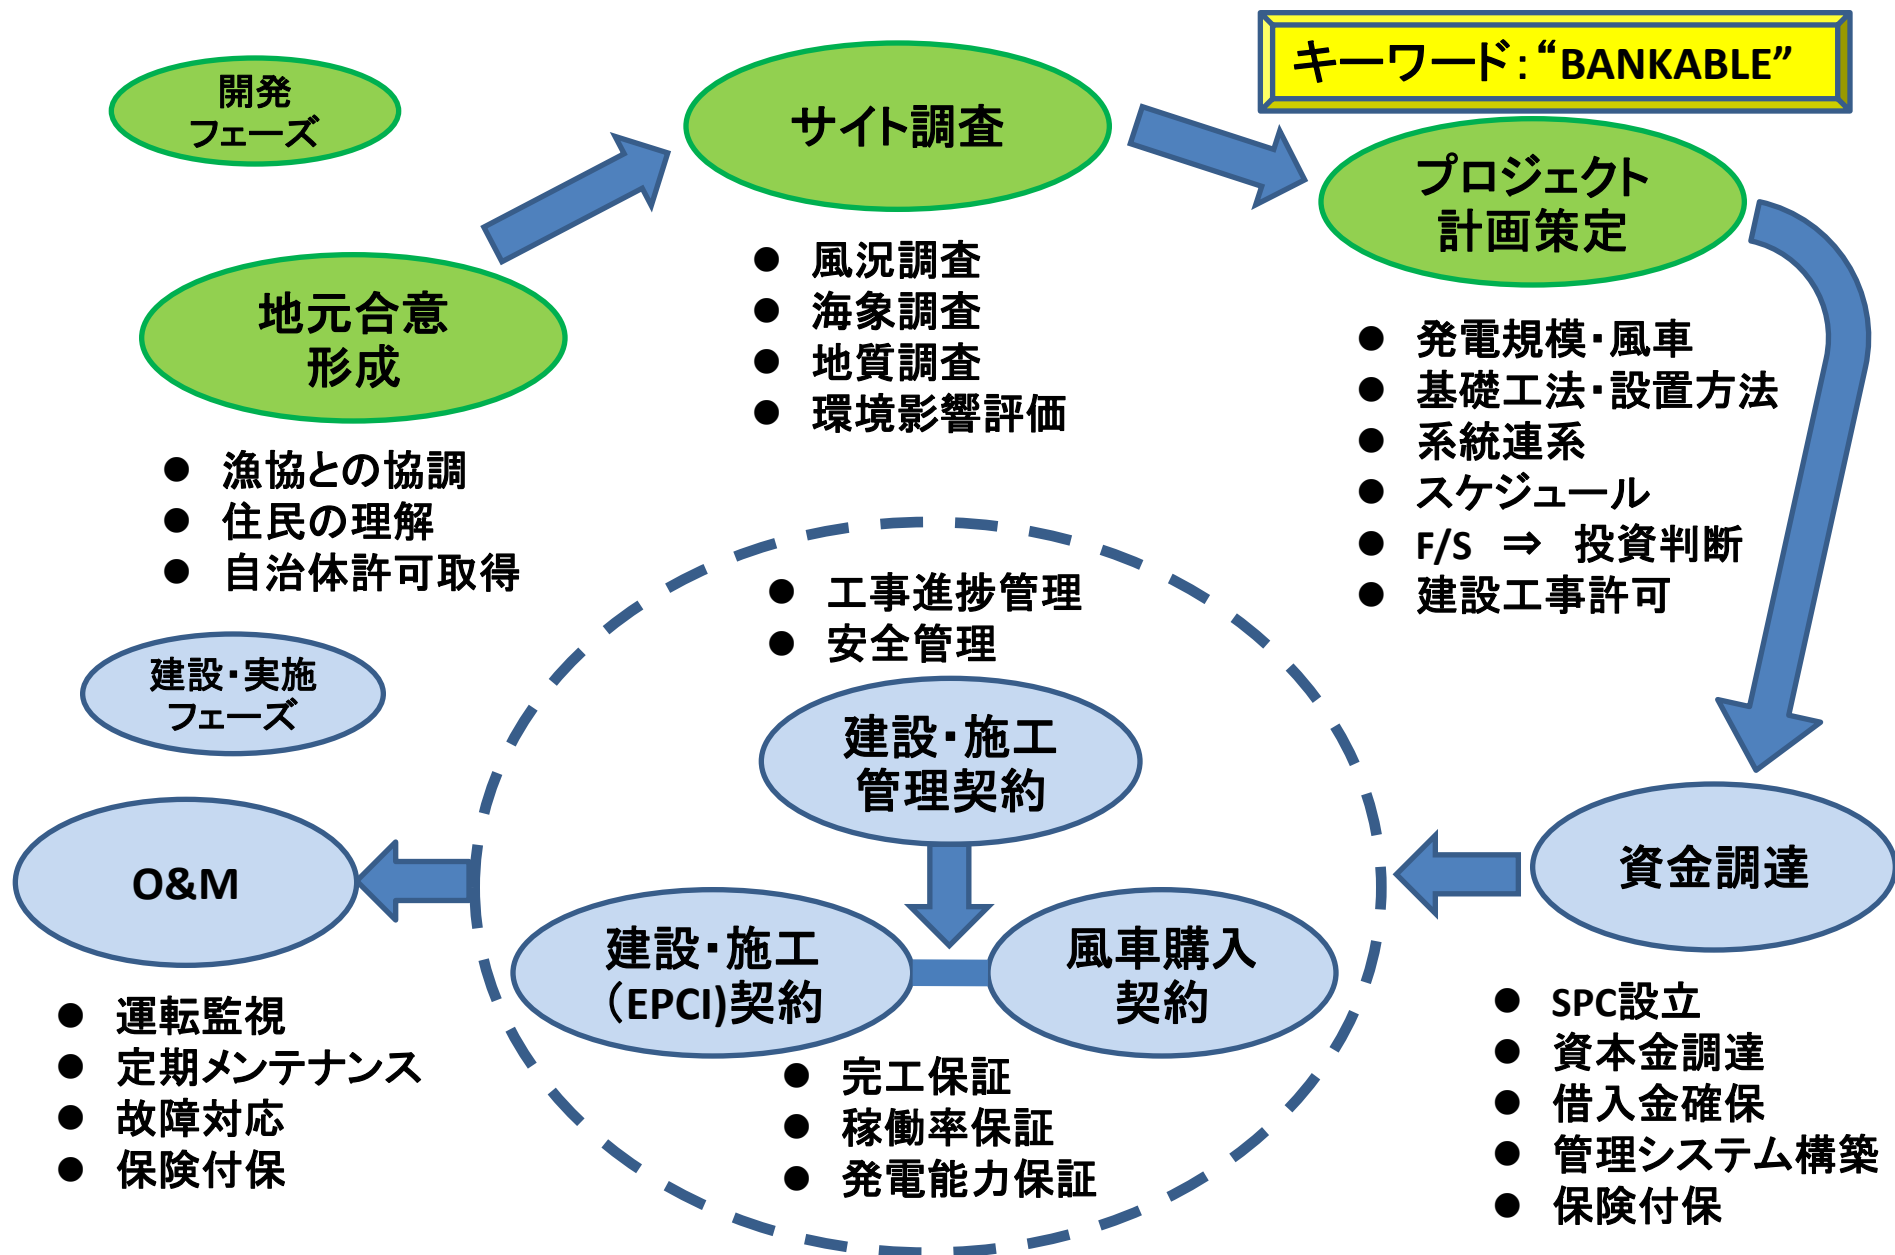 キーワード：“BANKABLE”
開発
フェーズ
サイト調査
プロジェクト
計画策定
地元合意
形成
● 風況調査
● 海象調査
● 地質調査
● 環境影響評価
● 発電規模・風車
● 基礎工法・設置方法
● 系統連系
● スケジュール
● F/S ⇒ 投資判断
● 建設工事許可
● 漁協との協調
● 住民の理解
● 自治体許可取得
建設・実施
フェーズ
● 工事進捗管理
● 安全管理
建設・施工
管理契約
O&M
資金調達
建設・施工
（EPCI)契約
風車購入
契約
● 運転監視
● 定期メンテナンス
● 故障対応
● 保険付保
● 完工保証
● 稼働率保証
● 発電能力保証
● SPC設立
● 資本金調達
● 借入金確保
● 管理システム構築
● 保険付保